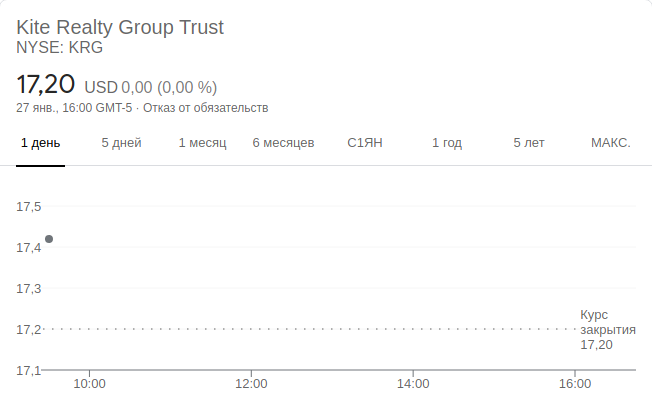 Kite Realty Group Trust
NYSE: KRG
17,20 USD 0,00 (0,00 %)
27 янв., 16:00 GMT-5 · Отказ от обязательств
1 день 5 дней 1 месяц 6 месяцев С1ЯН 1 год 5 лет МАКС.
17,5
17,4
17,3
17,2
17,1
Курс
закрытия
17,20
10:00 12:00 14:00 16:00